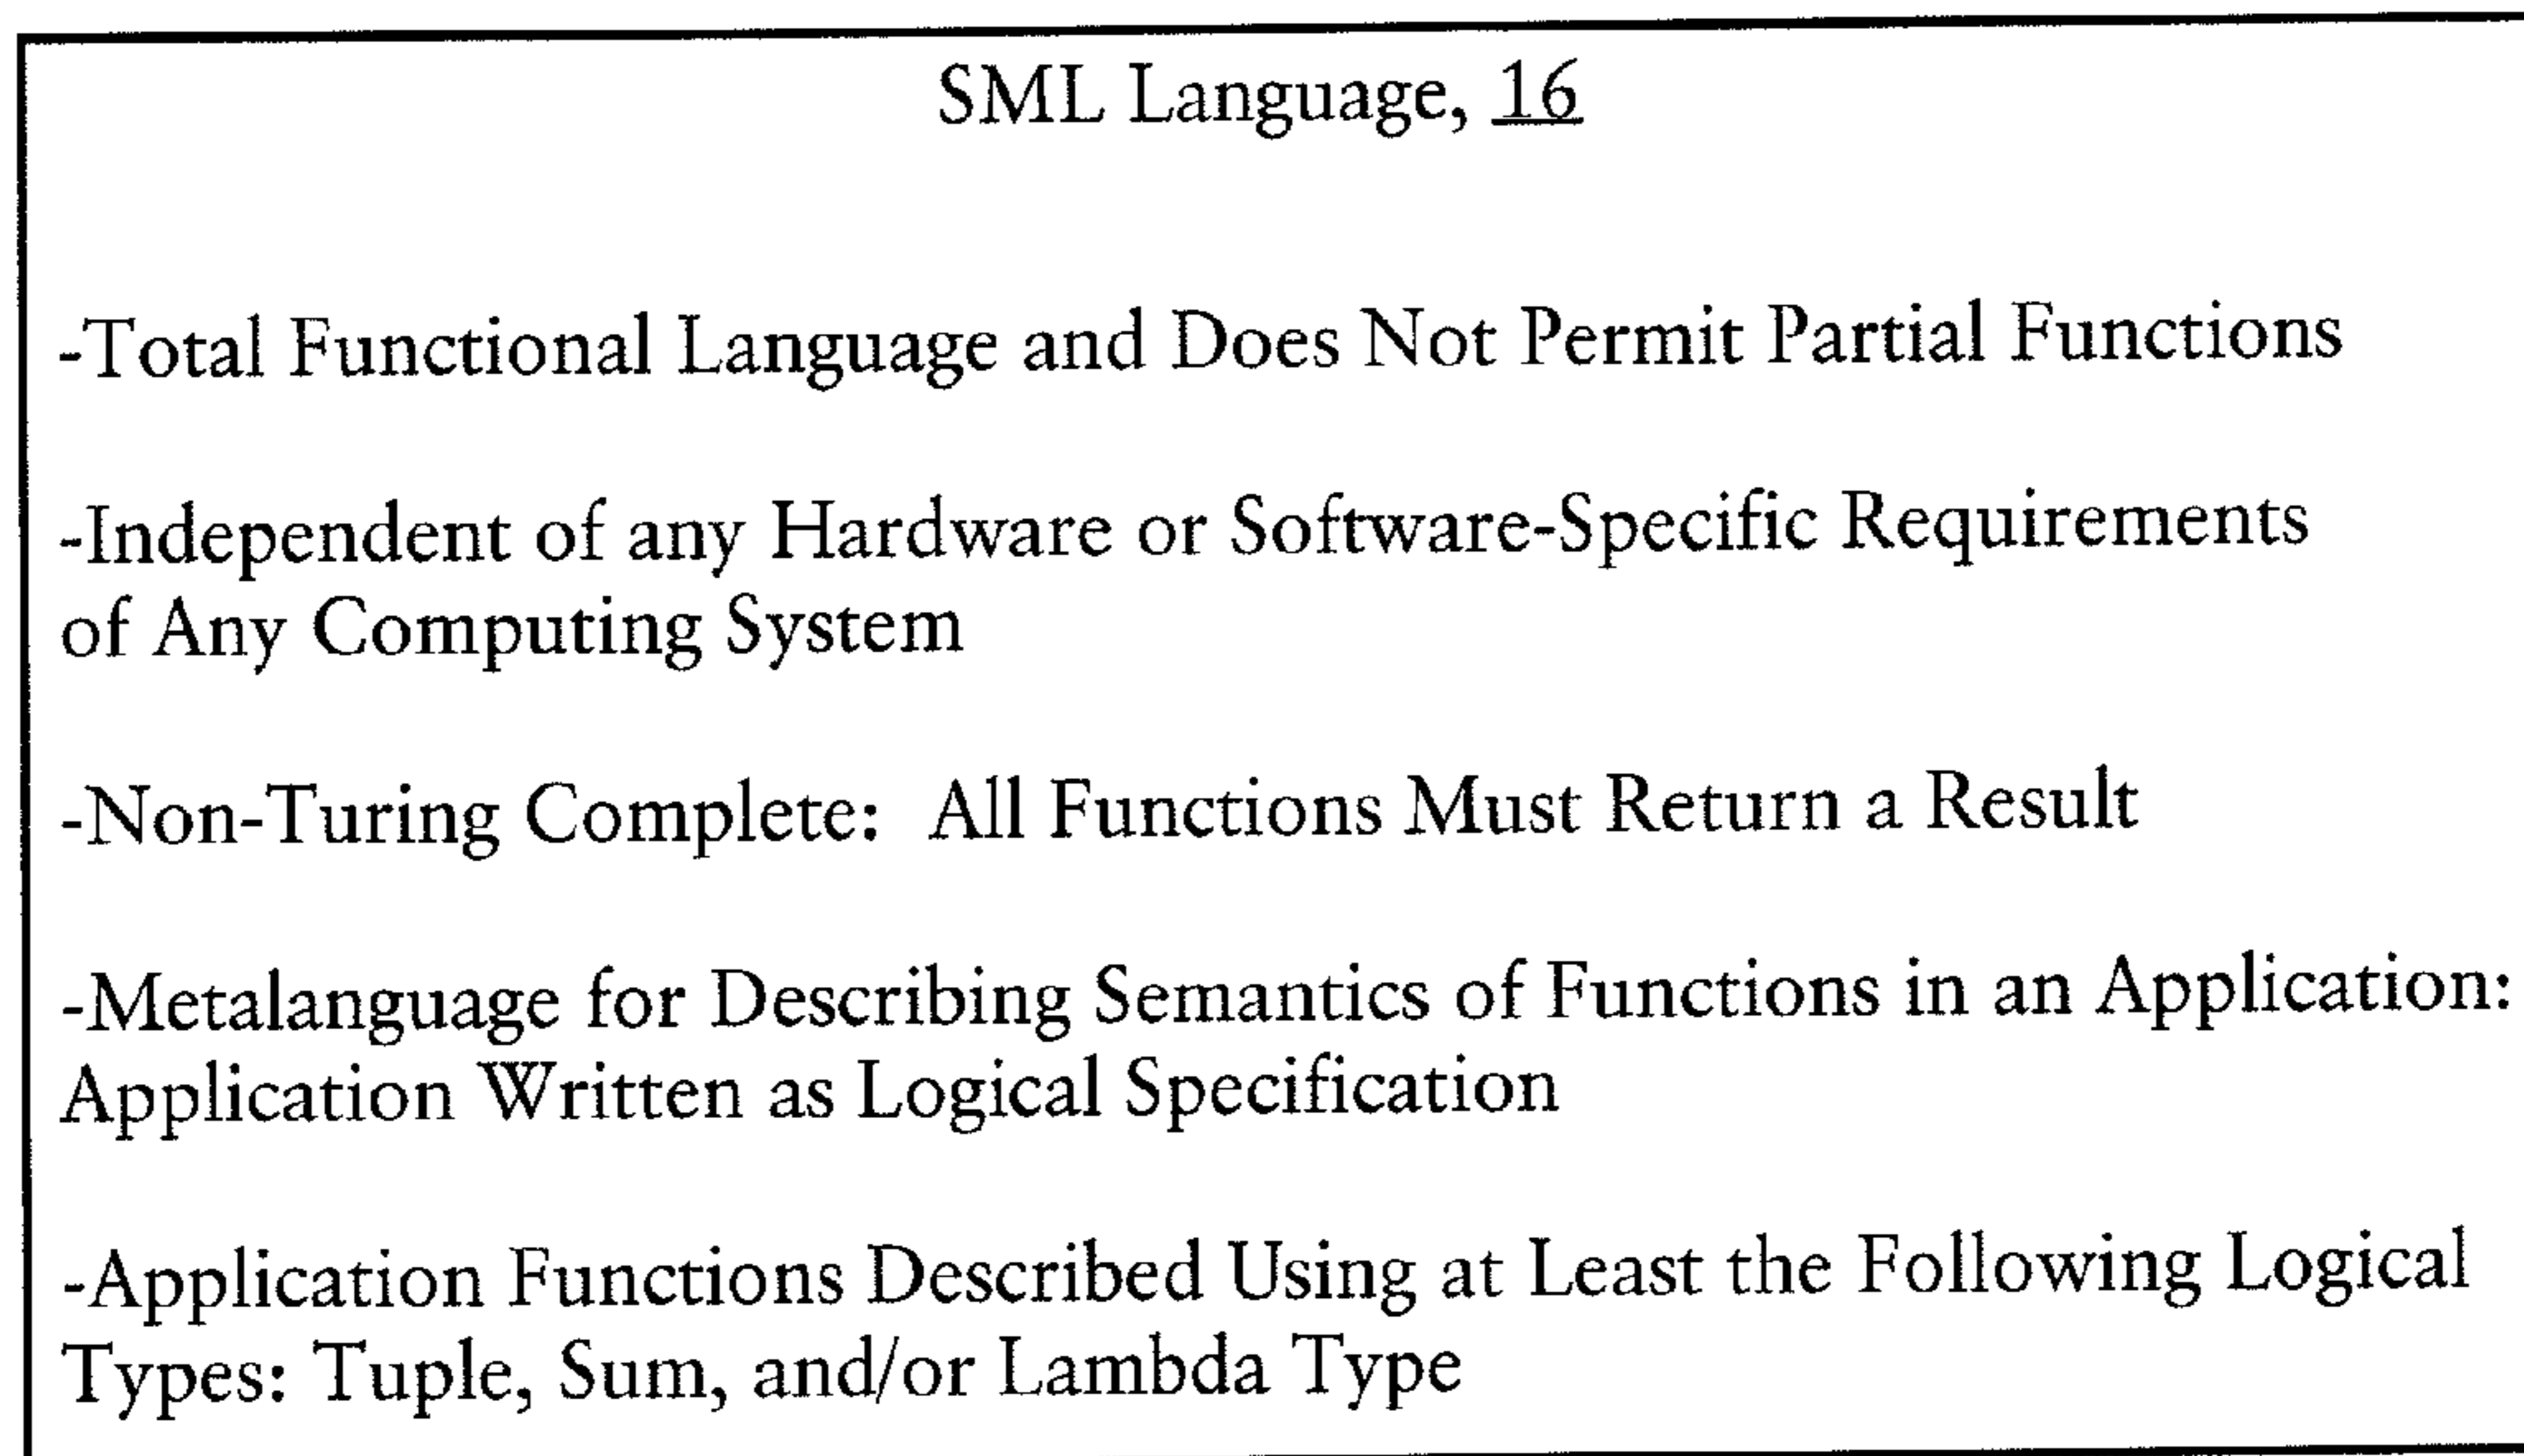 SML Language, 16
-Total Functional Language and Does Not Permit Partial Functions
-Independent of any Hardware or Software-Specific Requirements
of Any Computing System
-Non-Turing Complete:  All Functions Must Return a Result
-Metalanguage for Describing Semantics of Functions in an Application:
Application Written as Logical Specification
-Application Functions Described Using at Least the Following Logical
Types: Tuple, Sum, and/or Lambda Type